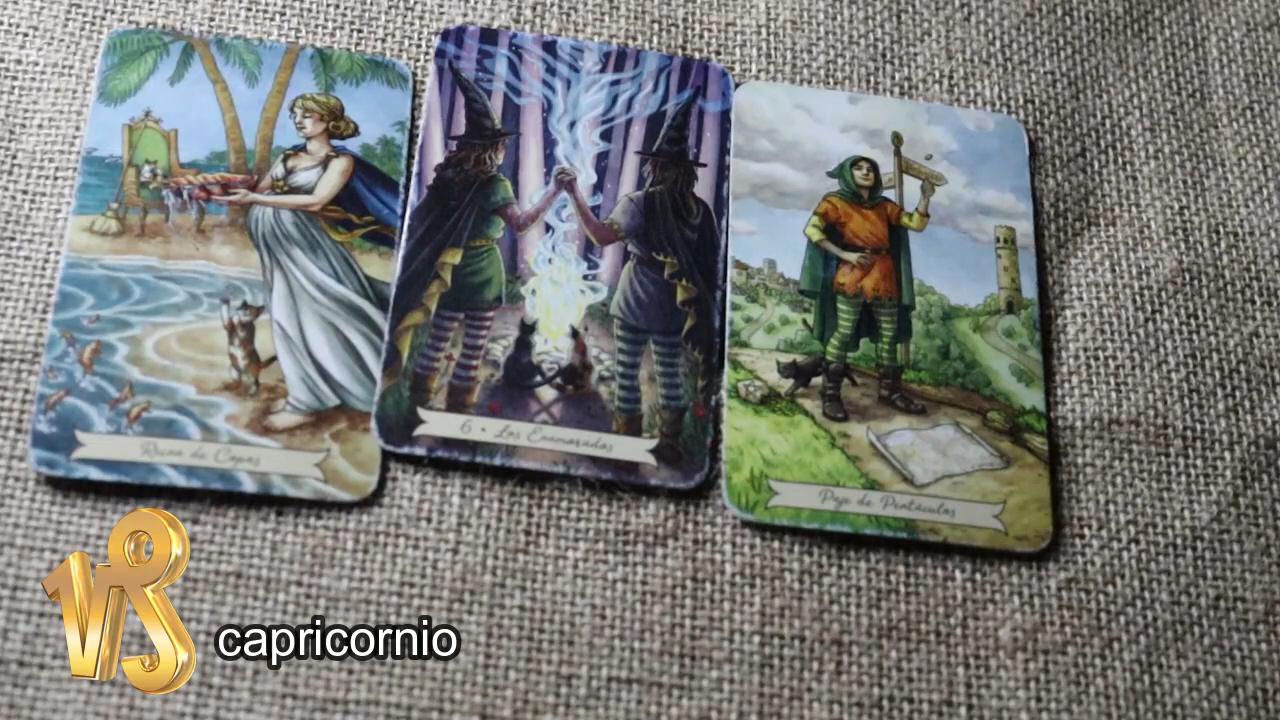 Reina de Copas
6 • Los Enamorados
Paje de Pentáculos
capricornio